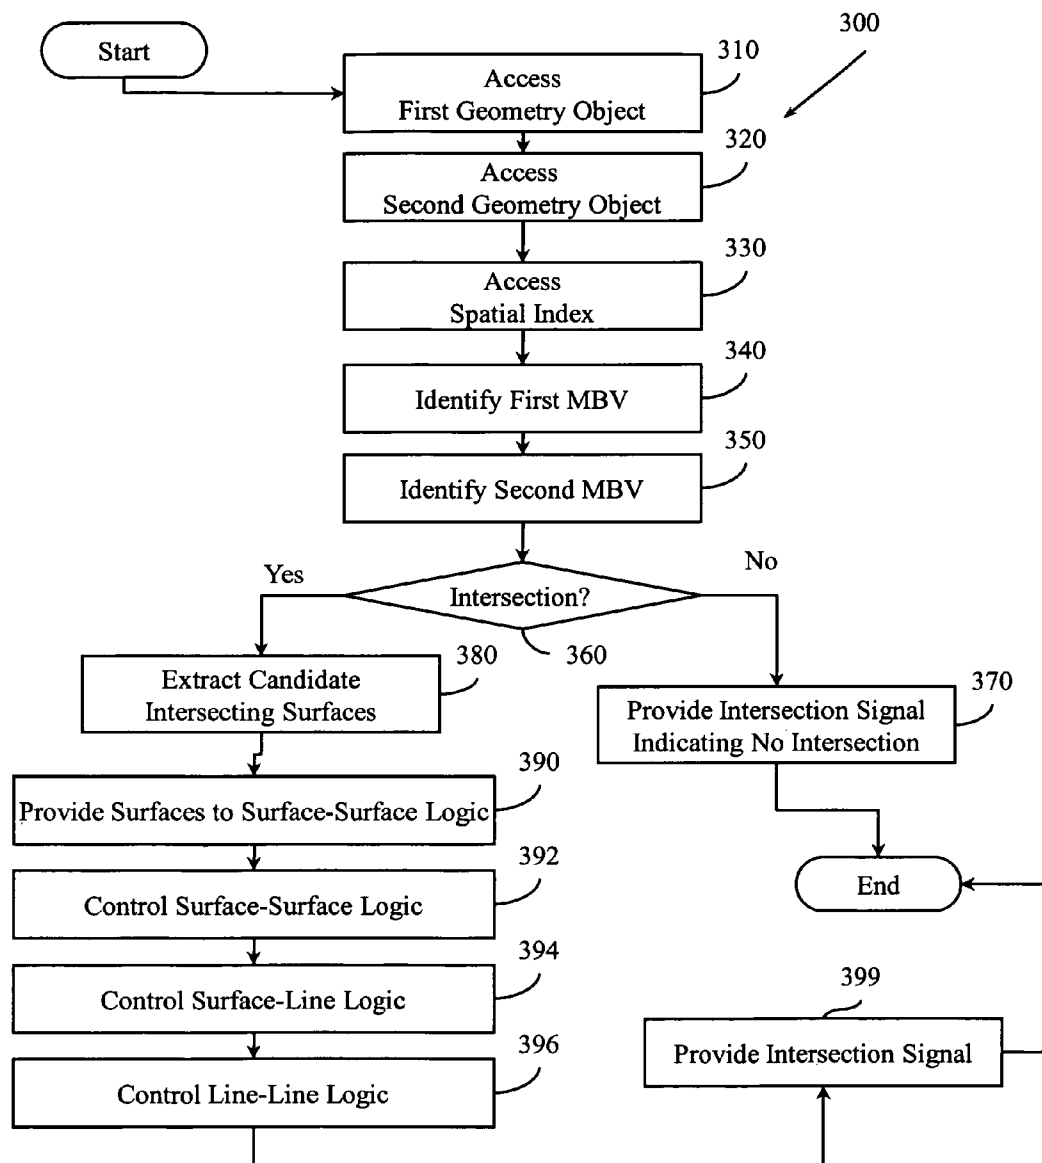 Start
300
310
Access
First Geometry Object
320
Access
Second Geometry Object
330
Access
Spatial Index
340
Identify First MBV
350
Identify Second MBV
Yes
No
Intersection?
360
380
Extract Candidate
Intersecting Surfaces
370
Provide Intersection Signal
Indicating No Intersection
390
Provide Surfaces to Surface-Surface Logic
392
Control Surface-Surface Logic
End
394
Control Surface-Line Logic
399
Provide Intersection Signal
396
Control Line-Line Logic